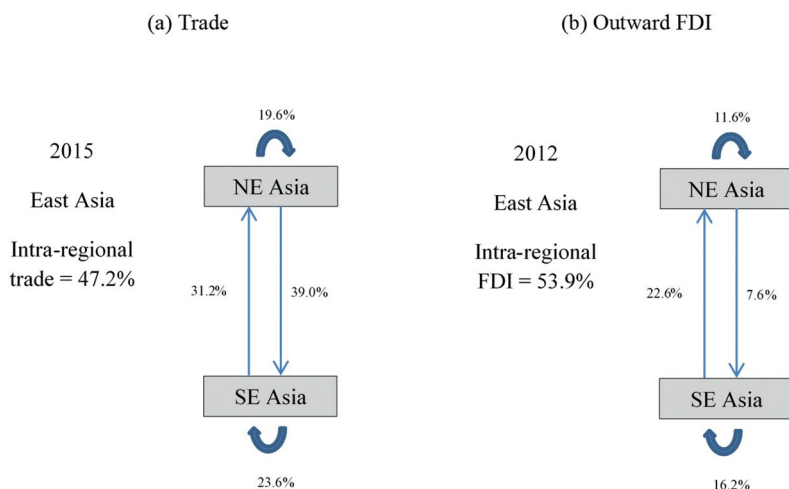 (a) Trade
19.6%
2015
NE Asia
East Asia
Intra-regional
trade = 47.2%
31.2%
39.0%
SE Asia
23.6%
(b) Outward FDI
11.6%
2012
NE Asia
East Asia
Intra-regional
FDI = 53.9%
22.6%
7.6%
SE Asia
16.2%